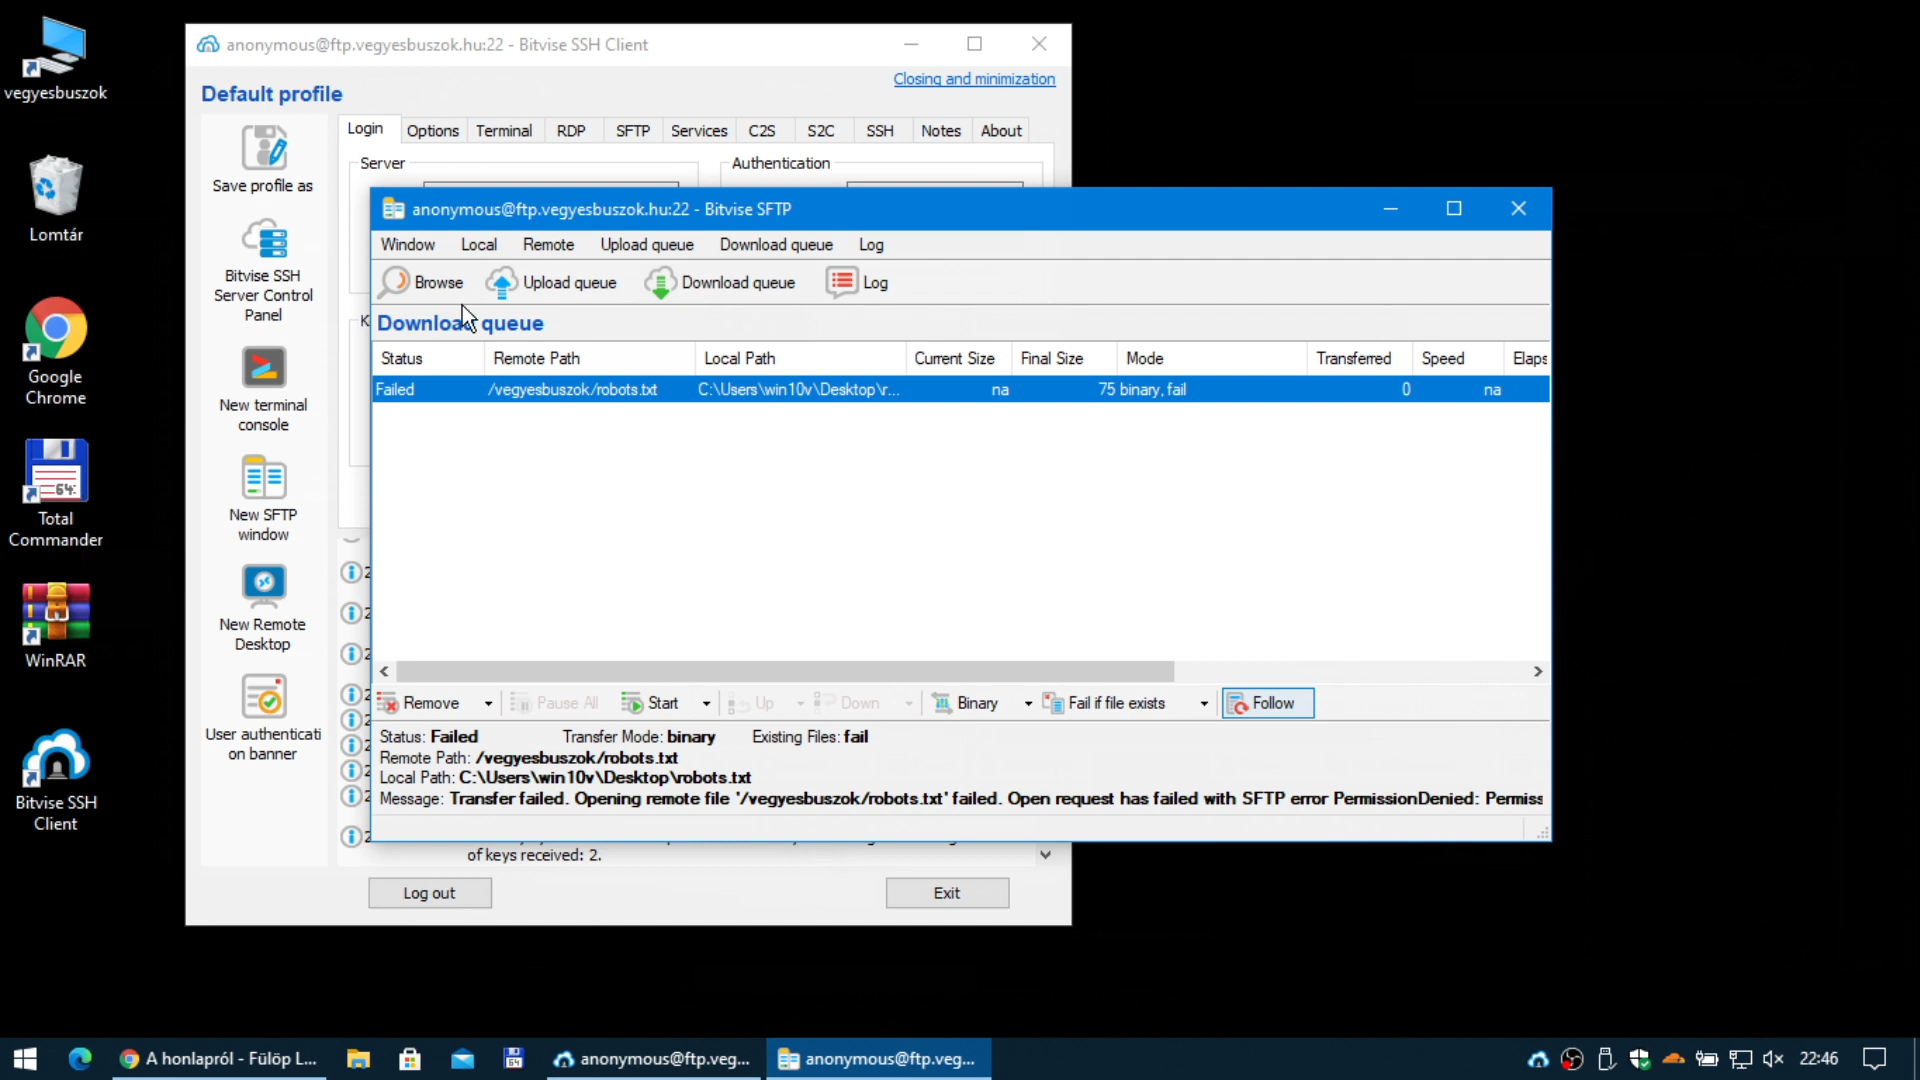 vegyesbuszok
Lomtár
Google
Chrome
Total
Commander
WinRAR
Bitvise SSH
Client
anonymous@ftp.vegyesbuszok.hu:22 - Bitvise SSH Client
Closing and minimization
Default profile
Save profile as
Bitvise SSH
Server Control
Panel
New terminal
console
New SFTP
window
New Remote
Desktop
User authenticati
on banner
Login Options Terminal RDP SFTP Services C2S S2C SSH Notes About
Server
Authentication
K
anonymous@ftp.vegyesbuszok.hu:22 - Bitvise SFTP
Window Local Remote Upload queue Download queue Log
Browse Upload queue Download queue Log
Download queue
Status Remote Path Local Path Current Size Final Size Mode Transferred Speed Elaps
Failed /vegyesbuszok/robots.txt C:\Users\win10v\Desktop\r... na 75 binary, fail 0 na
Remove Pause All Start Up Down Binary Fail if file exists Follow
Status: Failed Transfer Mode: binary Existing Files: fail
Remote Path: /vegyesbuszok/robots.txt
Local Path: C:\Users\win10v\Desktop\robots.txt
Message: Transfer failed. Opening remote file '/vegyesbuszok/robots.txt' failed. Open request has failed with SFTP error PermissionDenied: Permiss
of keys received: 2.
Log out Exit
A honlapról - Fülöp L... anonymous@ftp.veg... anonymous@ftp.veg... 22:46